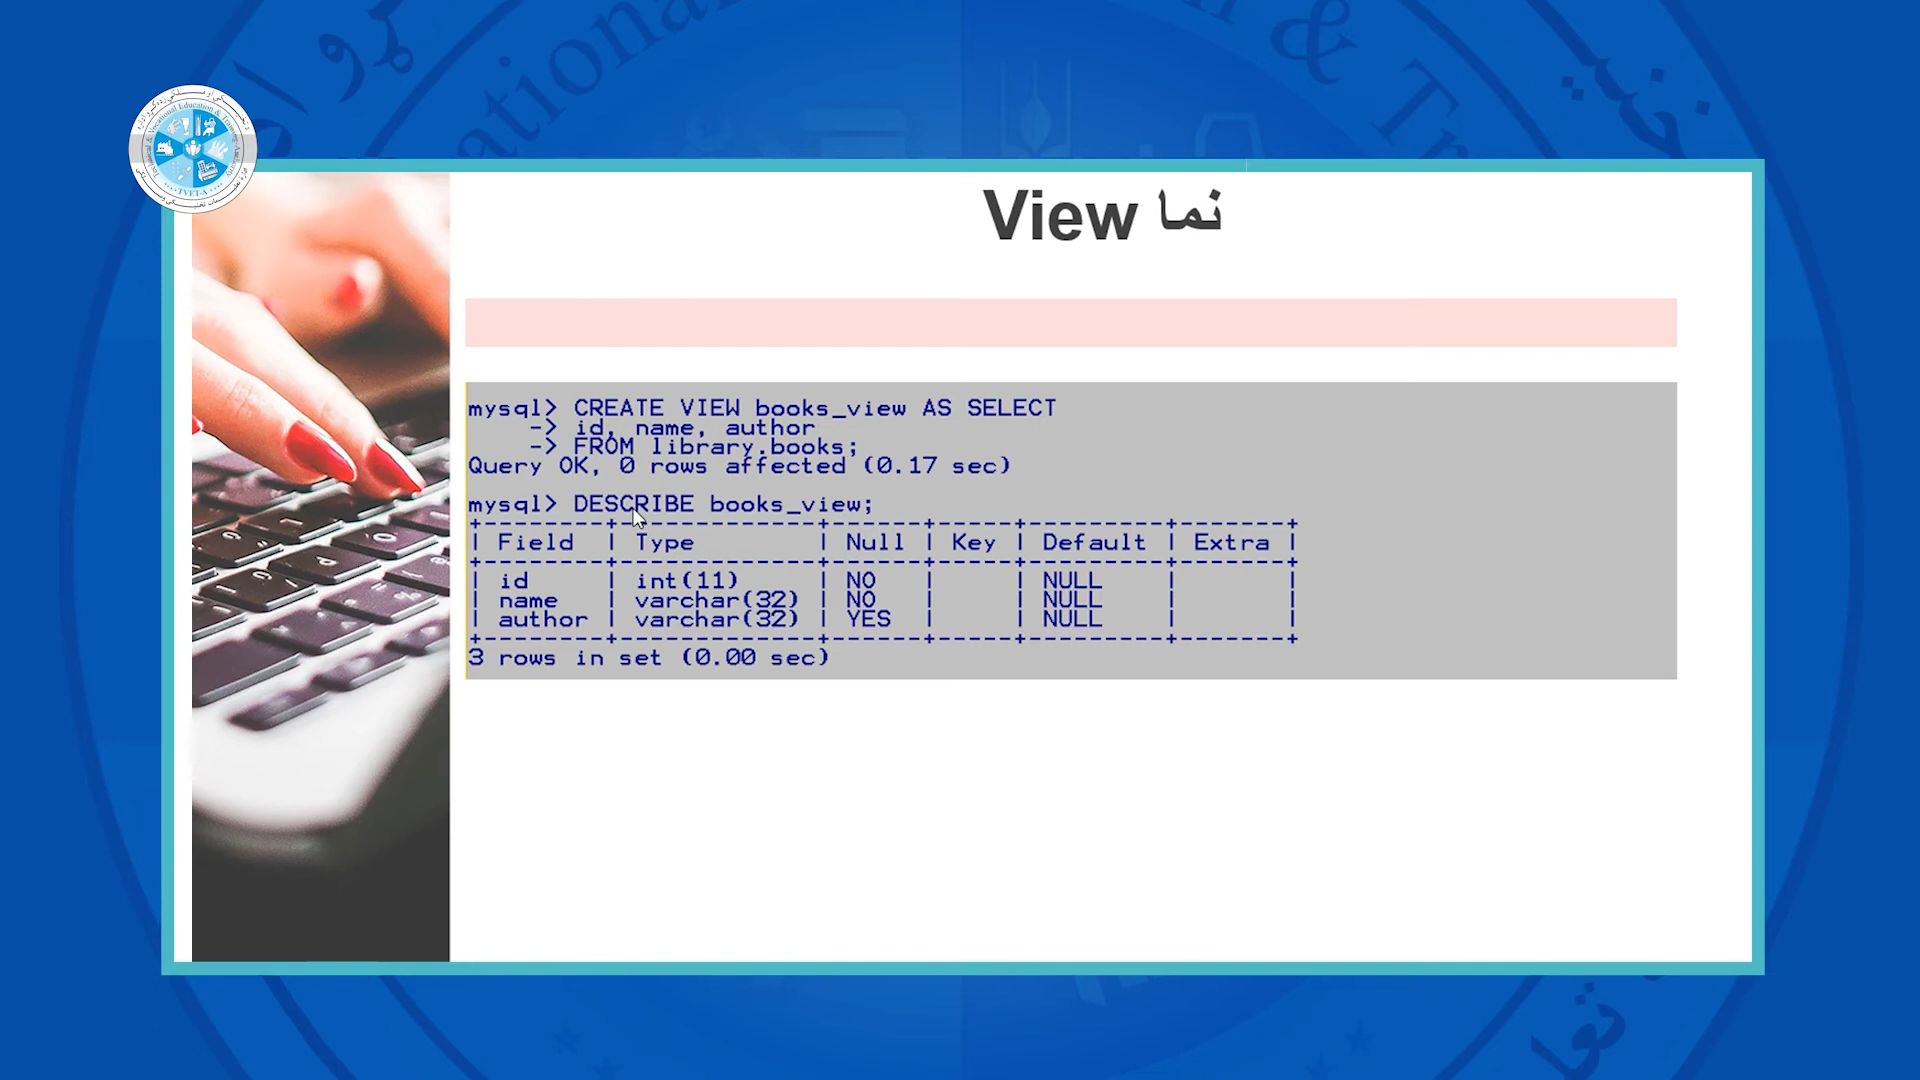 View نما
mysql> CREATE VIEW books_view AS SELECT
    -> id, name, author
    -> FROM library.books;
Query OK, 0 rows affected (0.17 sec)
mysql> DESCRIBE books_view;
+--------+-------------+------+-----+---------+-------+
| Field  | Type        | Null | Key | Default | Extra |
+--------+-------------+------+-----+---------+-------+
| id     | int(11)     | NO   |     | NULL    |       |
| name   | varchar(32) | NO   |     | NULL    |       |
| author | varchar(32) | YES  |     | NULL    |       |
+--------+-------------+------+-----+---------+-------+
3 rows in set (0.00 sec)